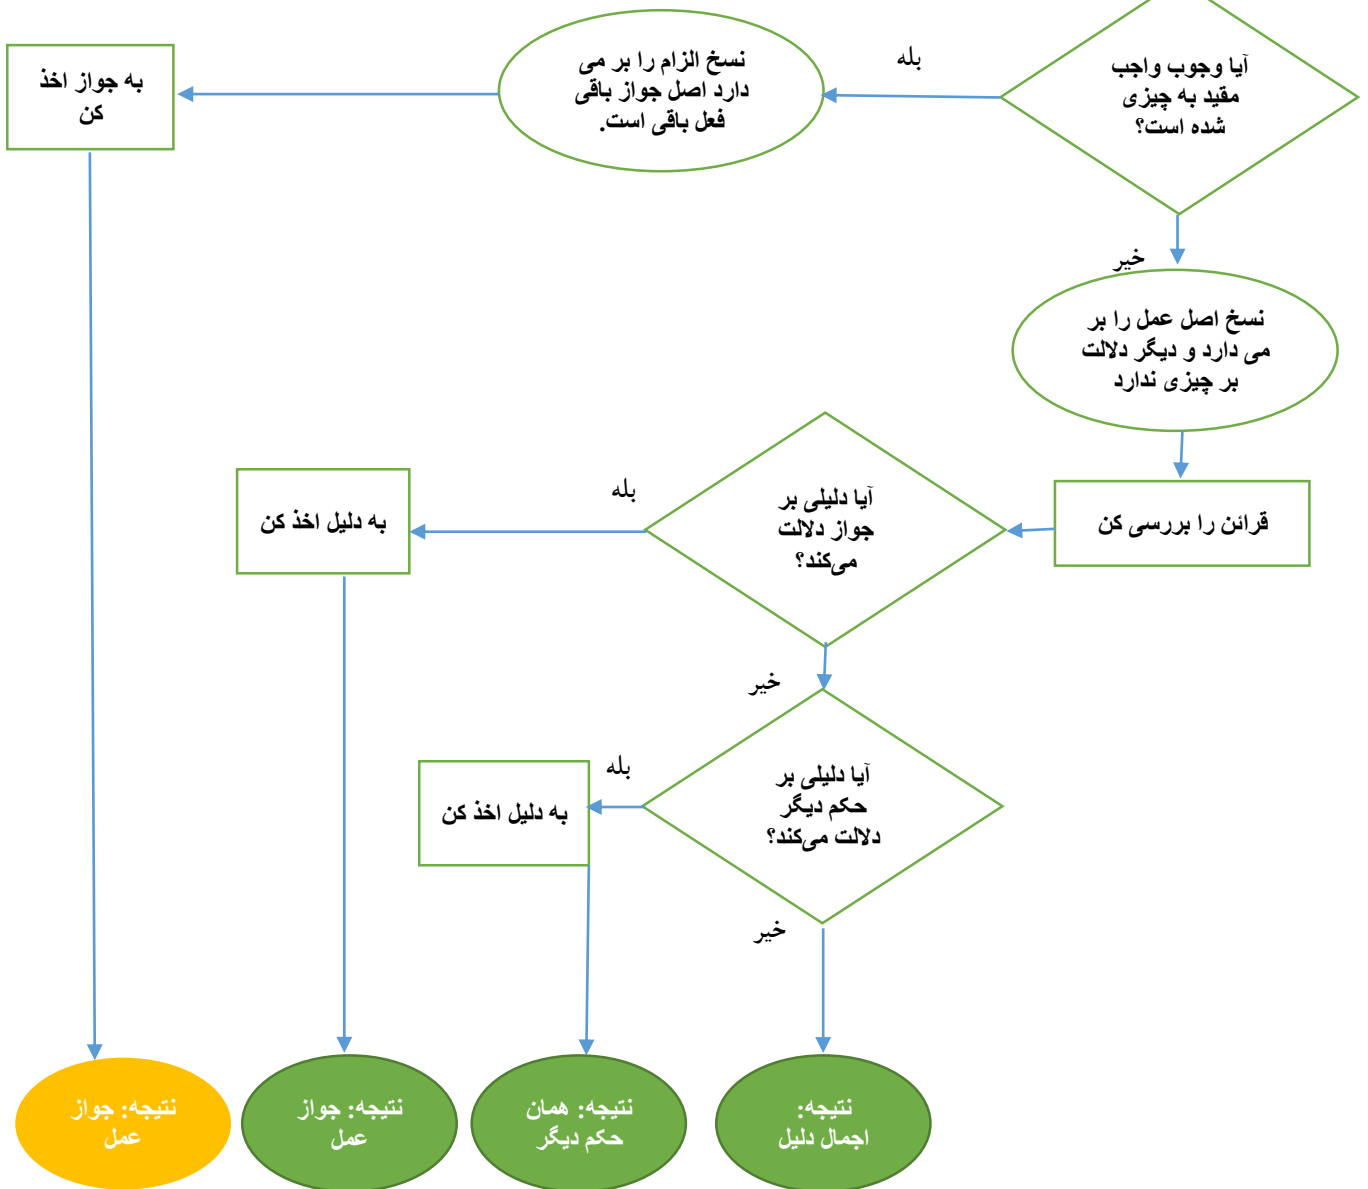 آیا وجوب واجب
مقید به چیزی
شده است؟
بله
نسخ الزام را بر می
دارد اصل جواز باقی
فعل باقی است.
به جواز اخذ
کن
خیر
نسخ اصل عمل را بر
می دارد و دیگر دلالت
بر چیزی ندارد
قرائن را بررسی کن
آیا دلیلی بر
جواز دلالت
می‌کند؟
بله
به دلیل اخذ کن
خیر
آیا دلیلی بر
حکم دیگر
دلالت می‌کند؟
بله
به دلیل اخذ کن
خیر
نتیجه:
اجمال دلیل
نتیجه: همان
حکم دیگر
نتیجه: جواز
عمل
نتیجه: جواز
عمل